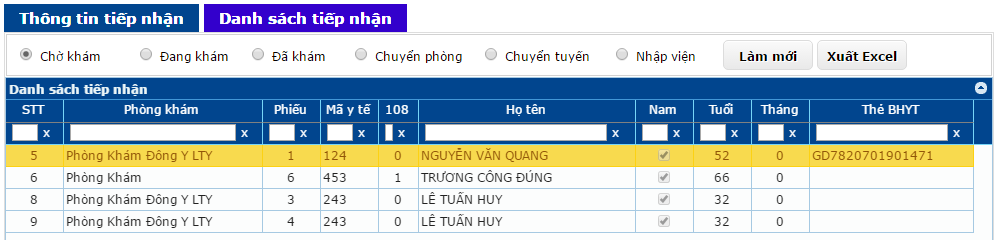 Thông tin tiếp nhận Danh sách tiếp nhận
Chờ khám Đang khám Đã khám Chuyển phòng Chuyển tuyến Nhập viện Làm mới Xuất Excel
Danh sách tiếp nhận
STT Phòng khám Phiếu Mã y tế 108 Họ tên Nam Tuổi Tháng Thẻ BHYT
x x x x x x x x x x
5 Phòng Khám Đông Y LTY 1 124 0 NGUYỄN VĂN QUANG 52 0 GD7820701901471
6 Phòng Khám 6 453 1 TRƯƠNG CÔNG ĐÚNG 66 0
8 Phòng Khám Đông Y LTY 3 243 0 LÊ TUẤN HUY 32 0
9 Phòng Khám Đông Y LTY 4 243 0 LÊ TUẤN HUY 32 0